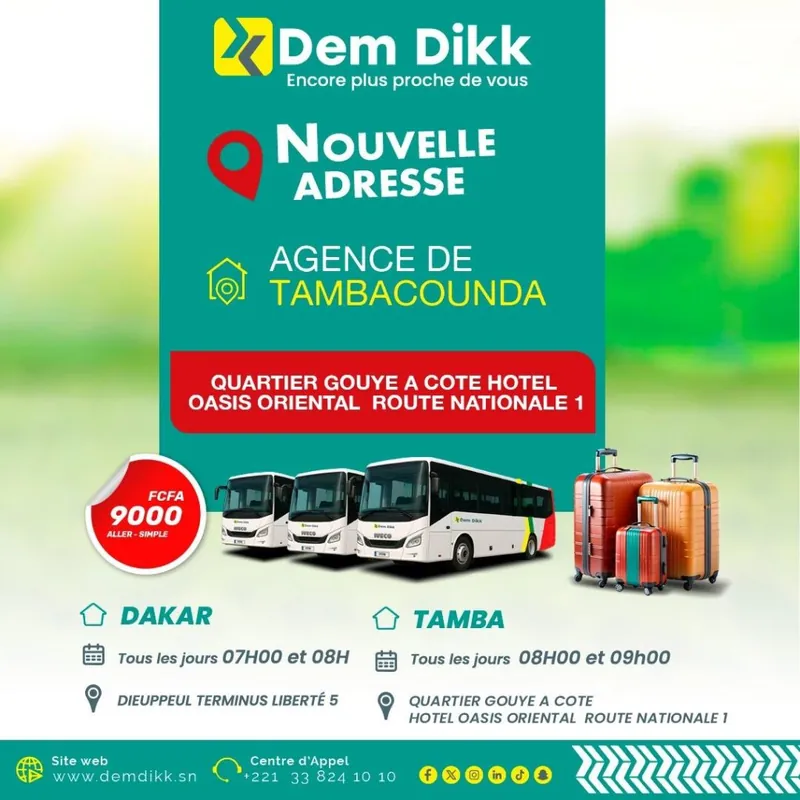 Dem Dikk
Encore plus proche de vous
NOUVELLE
ADRESSE
AGENCE DE
TAMBACOUNDA
QUARTIER GOUYE A COTE HOTEL
OASIS ORIENTAL ROUTE NATIONALE 1
FCFA
9000
ALLER - SIMPLE
Dem Dikk
IVECO
DAKAR
Tous les jours 07H00 et 08H
DIEUPPEUL TERMINUS LIBERTÉ 5
TAMBA
Tous les jours 08H00 et 09h00
QUARTIER GOUYE A COTE
HOTEL OASIS ORIENTAL ROUTE NATIONALE 1
Site web
www.demdikk.sn
Centre d'Appel
+221 33 824 10 10